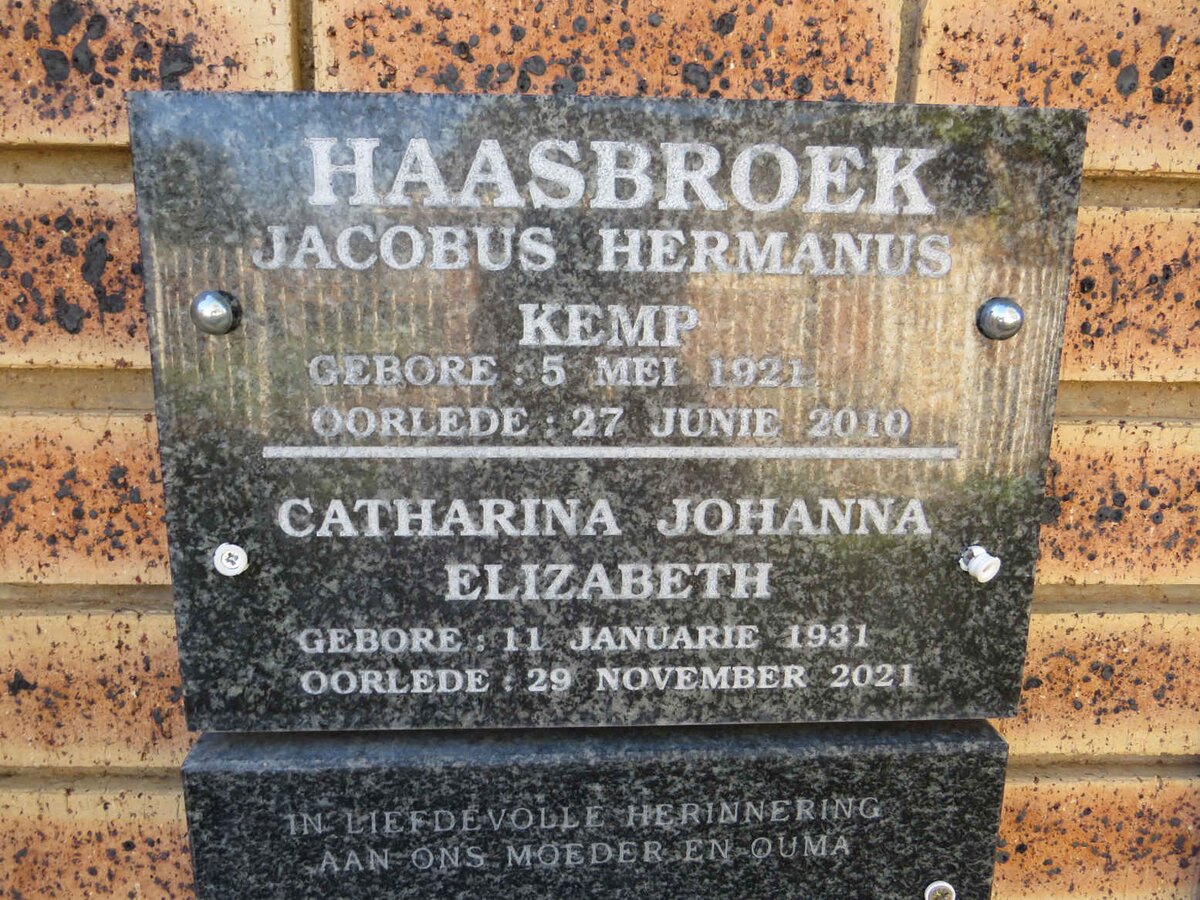 HAASBROEK
JACOBUS HERMANUS
KEMP
GEBORE : 5 MEI 1921
OORLEDE : 27 JUNIE 2010
CATHARINA JOHANNA
ELIZABETH
GEBORE : 11 JANUARIE 1931
OORLEDE : 29 NOVEMBER 2021
IN LIEFDEVOLLE HERINNERING
AAN ONS MOEDER EN OUMA